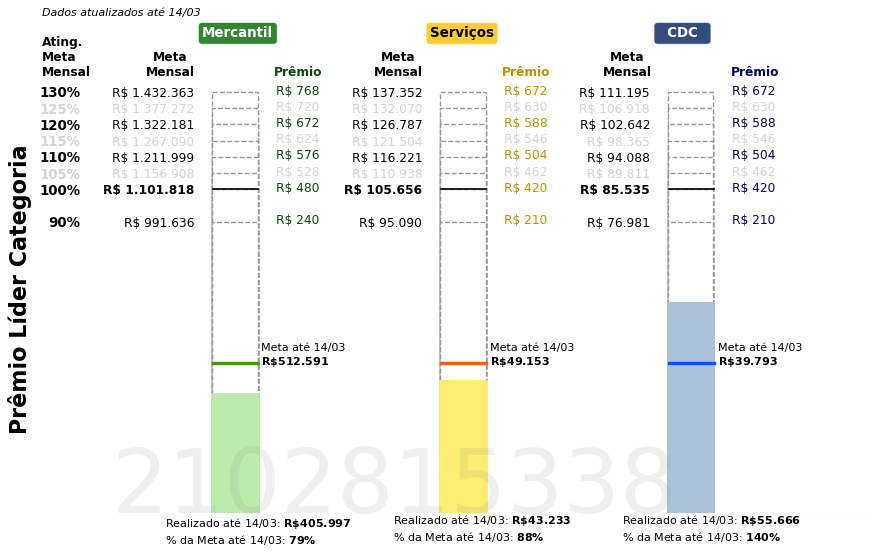 Dados atualizados até 14/03
Mercantil Serviços CDC
Ating. Meta Mensal Meta Mensal Prêmio Meta Mensal Prêmio Meta Mensal Prêmio
130% R$ 1.432.363 R$ 768 R$ 137.352 R$ 672 R$ 111.195 R$ 672
125% R$ 1.377.272 R$ 720 R$ 132.070 R$ 630 R$ 106.918 R$ 630
120% R$ 1.322.181 R$ 672 R$ 126.787 R$ 588 R$ 102.642 R$ 588
115% R$ 1.267.090 R$ 624 R$ 121.504 R$ 546 R$ 98.365 R$ 546
110% R$ 1.211.999 R$ 576 R$ 116.221 R$ 504 R$ 94.088 R$ 504
105% R$ 1.156.908 R$ 528 R$ 110.938 R$ 462 R$ 89.811 R$ 462
100% R$ 1.101.818 R$ 480 R$ 105.656 R$ 420 R$ 85.535 R$ 420
90% R$ 991.636 R$ 240 R$ 95.090 R$ 210 R$ 76.981 R$ 210
Prêmio Líder Categoria
Meta até 14/03 Meta até 14/03 Meta até 14/03
R$512.591 R$49.153 R$39.793
2102815338
Realizado até 14/03: R$405.997 Realizado até 14/03: R$43.233 Realizado até 14/03: R$55.666
% da Meta até 14/03: 79% % da Meta até 14/03: 88% % da Meta até 14/03: 140%